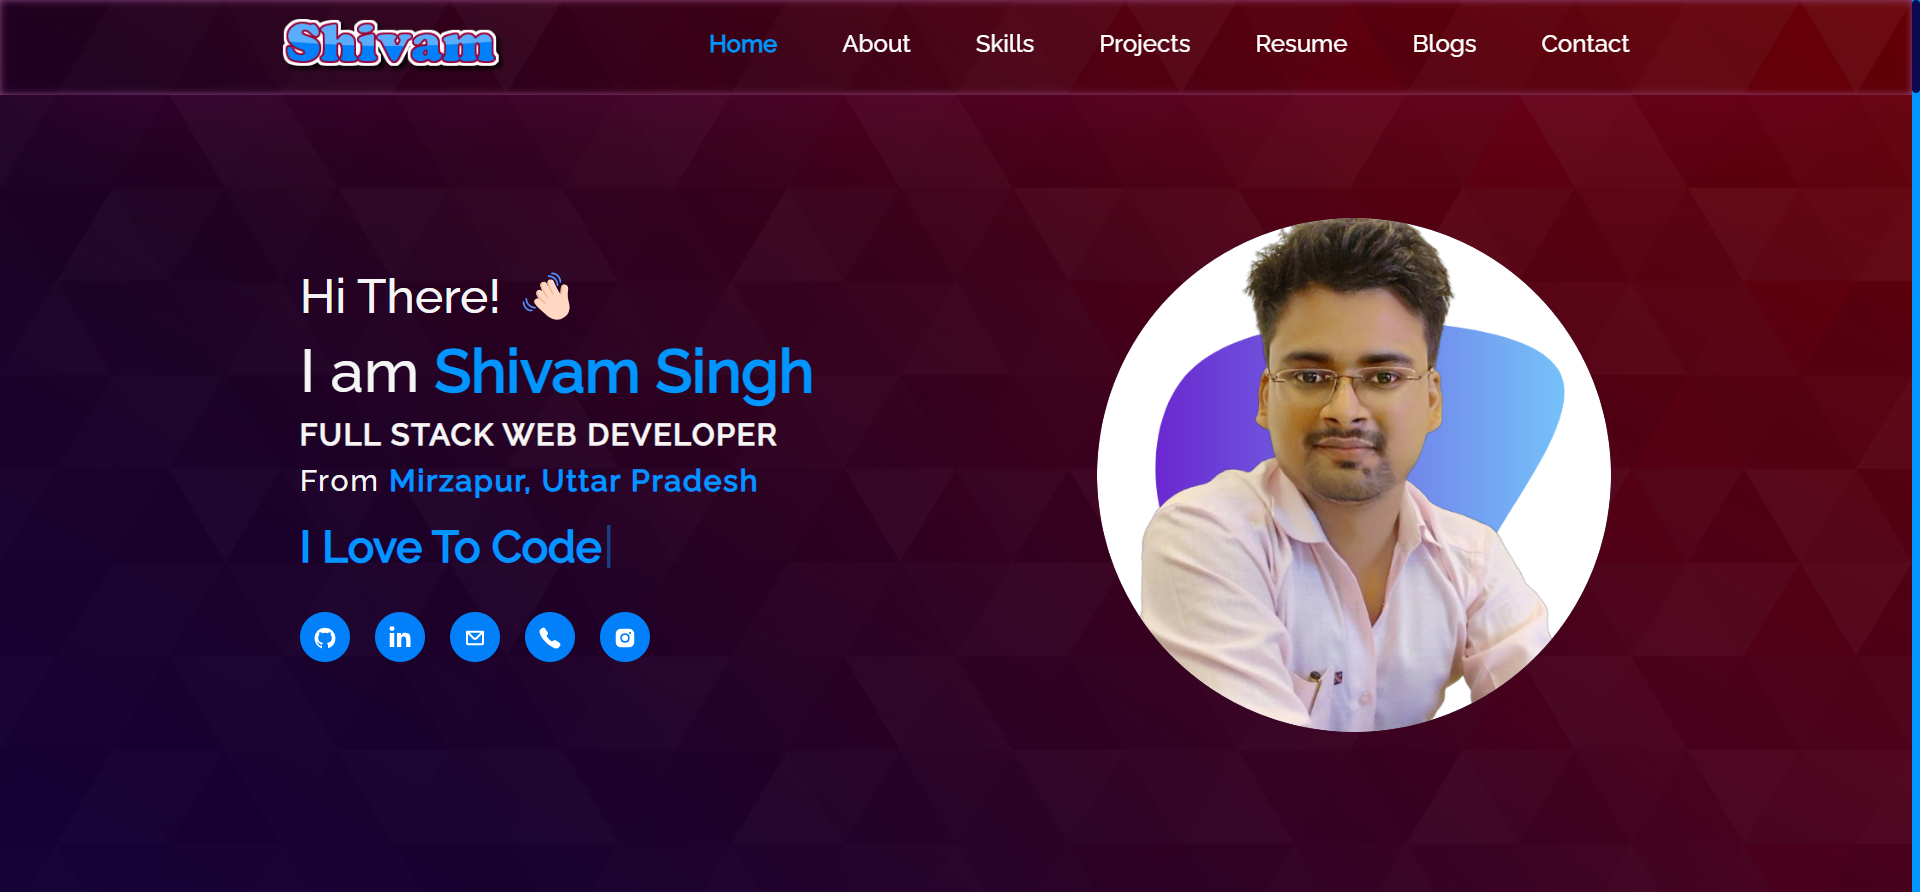 Shivam
Home About Skills Projects Resume Blogs Contact
Hi There!
I am Shivam Singh
FULL STACK WEB DEVELOPER
From Mirzapur, Uttar Pradesh
I Love To Code
in